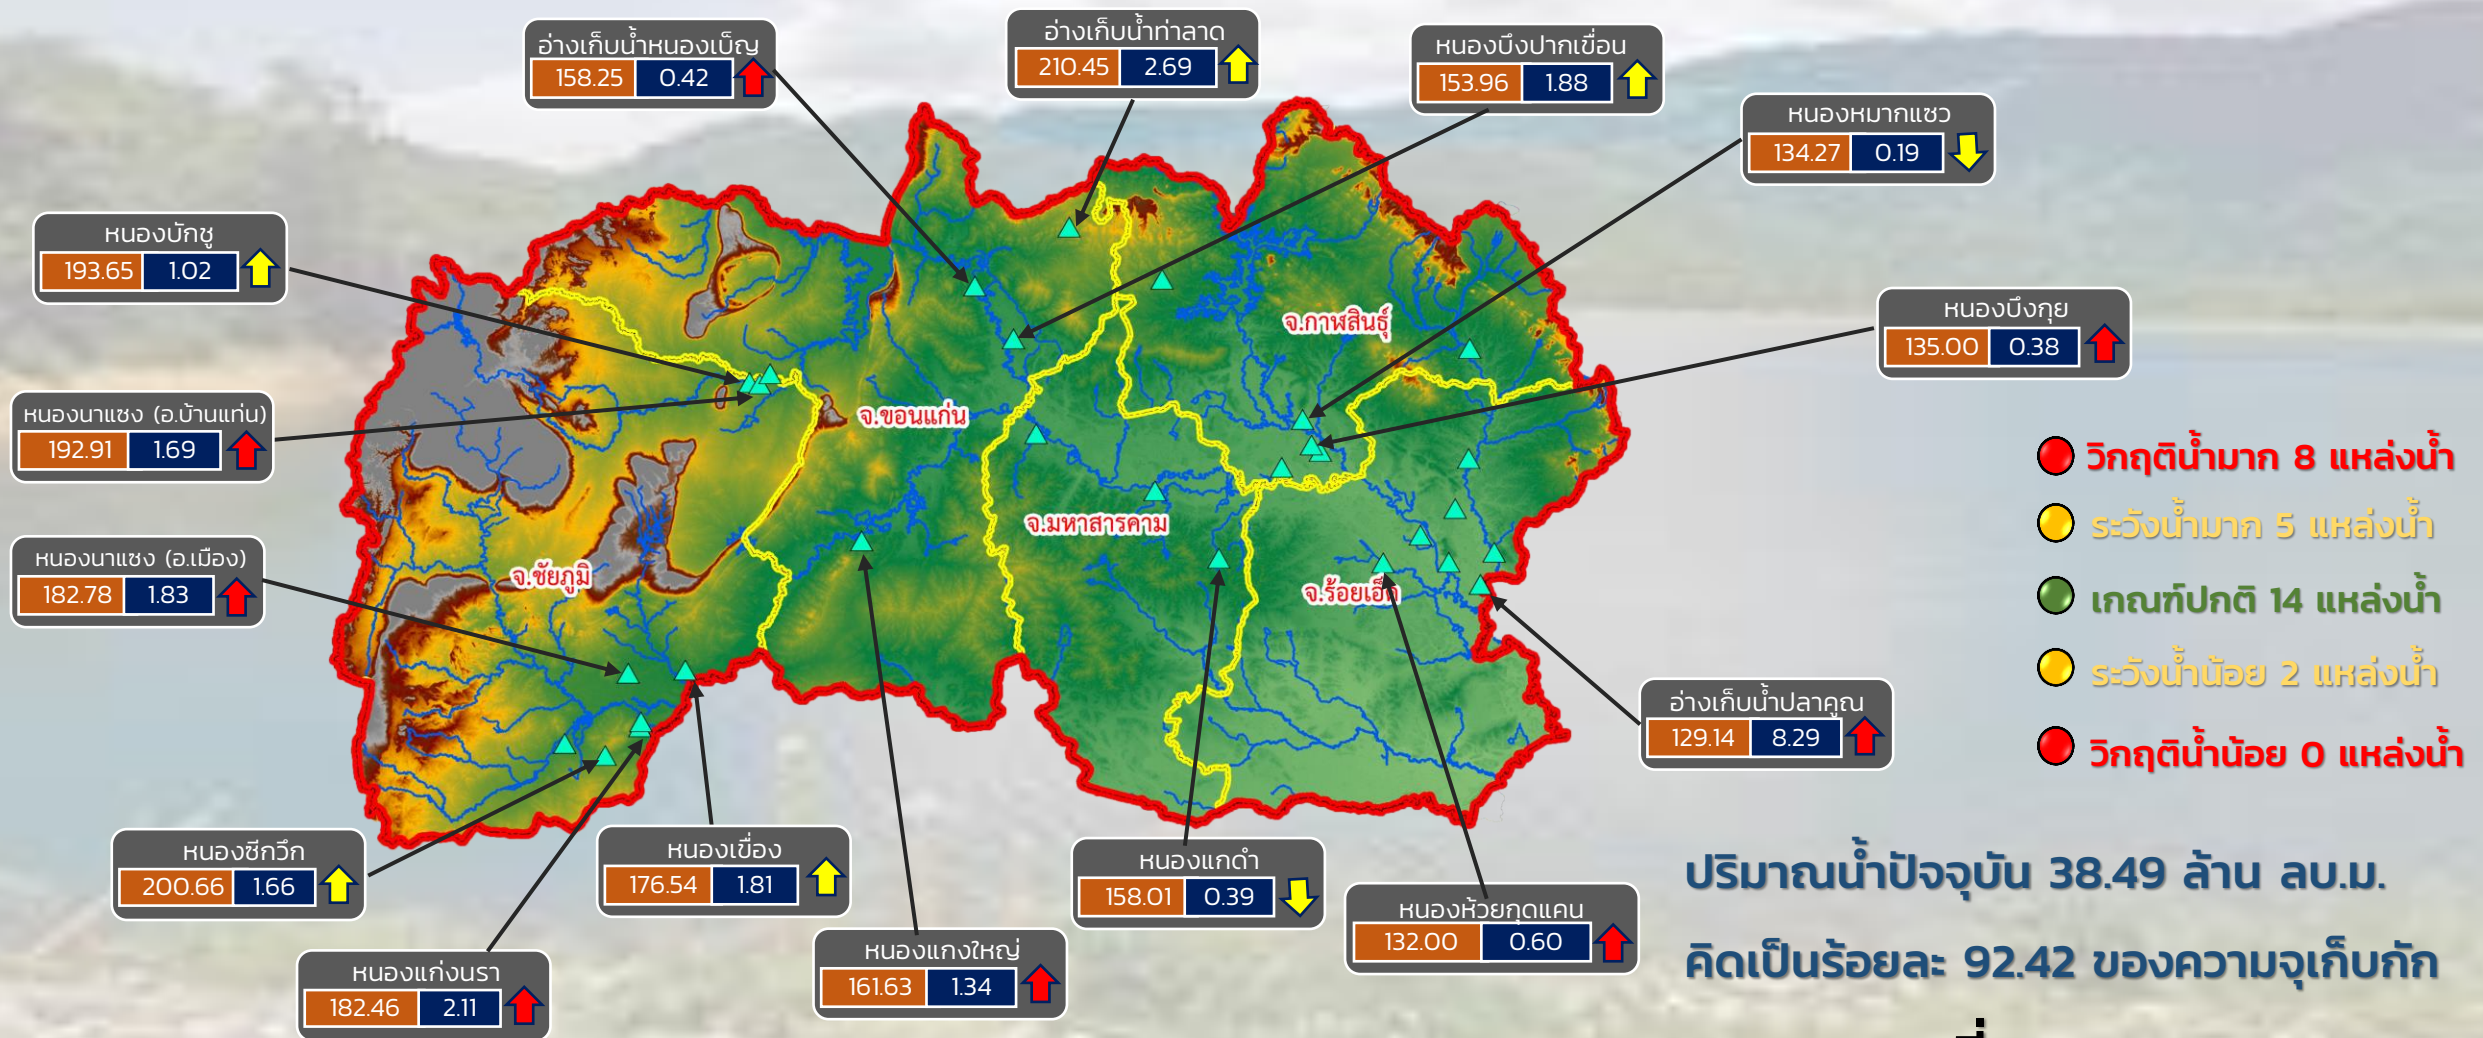 อ่างเก็บน้ำหนองเบ็ญ
158.25 0.42
อ่างเก็บน้ำท่าลาด
210.45 2.69
หนองบึงปากเขื่อน
153.96 1.88
หนองหมากแซว
134.27 0.19
หนองบักชู
193.65 1.02
หนองบึงกุย
135.00 0.38
หนองนาแซง (อ.บ้านแท่น)
192.91 1.69
หนองนาแซง (อ.เมือง)
182.78 1.83
จ.กาฬสินธุ์
จ.ขอนแก่น
จ.มหาสารคาม
จ.ชัยภูมิ
จ.ร้อยเอ็ด
วิกฤติน้ำมาก 8 แหล่งน้ำ
ระวังน้ำมาก 5 แหล่งน้ำ
เกณฑ์ปกติ 14 แหล่งน้ำ
ระวังน้ำน้อย 2 แหล่งน้ำ
วิกฤติน้ำน้อย 0 แหล่งน้ำ
อ่างเก็บน้ำปลาคูณ
129.14 8.29
หนองซีกวึก
200.66 1.66
หนองเขื่อง
176.54 1.81
หนองแกดำ
158.01 0.39
หนองห้วยกุดแคน
132.00 0.60
หนองแก่งนรา
182.46 2.11
หนองแกงใหญ่
161.63 1.34
ปริมาณน้ำปัจจุบัน 38.49 ล้าน ลบ.ม.
คิดเป็นร้อยละ 92.42 ของความจุเก็บกัก